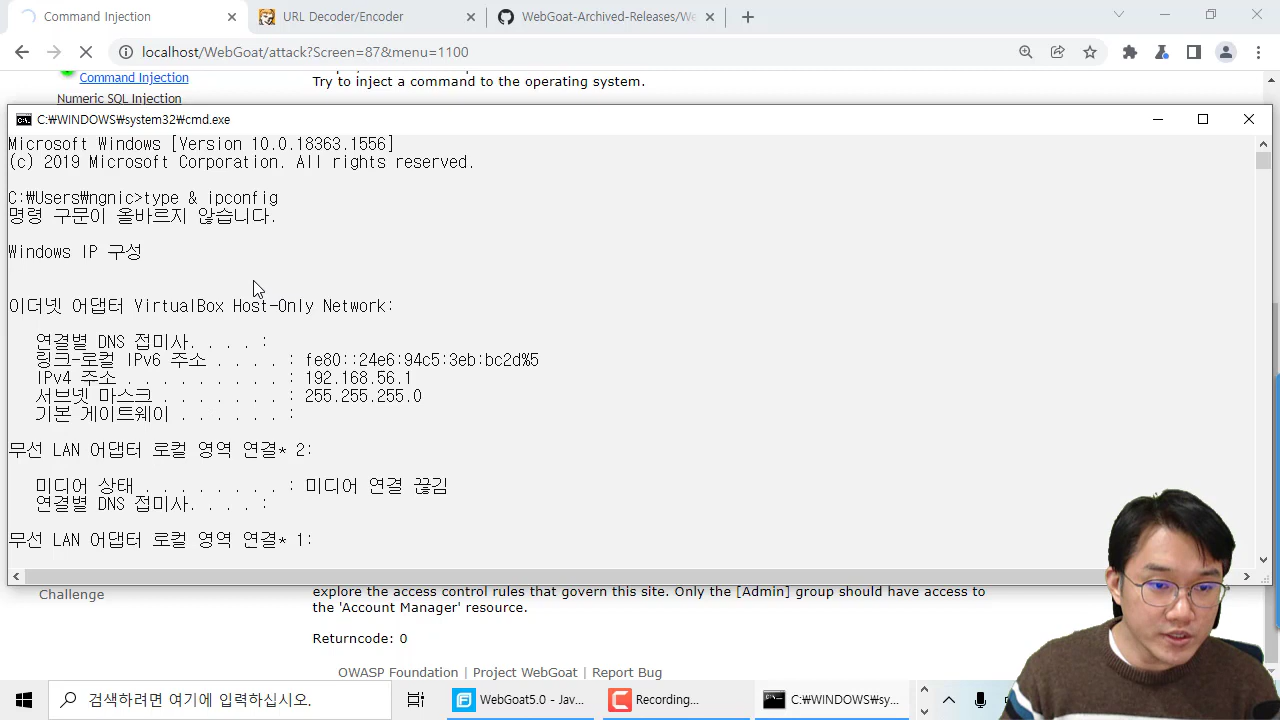 Command Injection
URL Decoder/Encoder
WebGoat-Archived-Releases/We
localhost/WebGoat/attack?Screen=87&menu=1100
Command Injection
Try to inject a command to the operating system.
Numeric SQL Injection
C:₩WINDOWS₩system32₩cmd.exe
Microsoft Windows [Version 10.0.18363.1556]
(c) 2019 Microsoft Corporation. All rights reserved.
C:₩Users₩ngnic>type & ipconfig
명령 구문이 올바르지 않습니다.
Windows IP 구성
이더넷 어댑터 VirtualBox Host-Only Network:
연결별 DNS 접미사. . . . :
링크-로컬 IPv6 주소 . . . . : fe80::24e6:94c5:3eb:bc2d%5
IPv4 주소 . . . . . . . . . : 192.168.56.1
서브넷 마스크 . . . . . . . : 255.255.255.0
기본 게이트웨이 . . . . . . :
무선 LAN 어댑터 로컬 영역 연결* 2:
미디어 상태 . . . . . . . . : 미디어 연결 끊김
연결별 DNS 접미사. . . . :
무선 LAN 어댑터 로컬 영역 연결* 1:
Challenge
explore the access control rules that govern this site. Only the [Admin] group should have access to
the 'Account Manager' resource.
Returncode: 0
OWASP Foundation | Project WebGoat | Report Bug
검색하려면 여기에 입력하십시오.
WebGoat5.0 - Jav...
Recording...
C:₩WINDOWS₩sy...